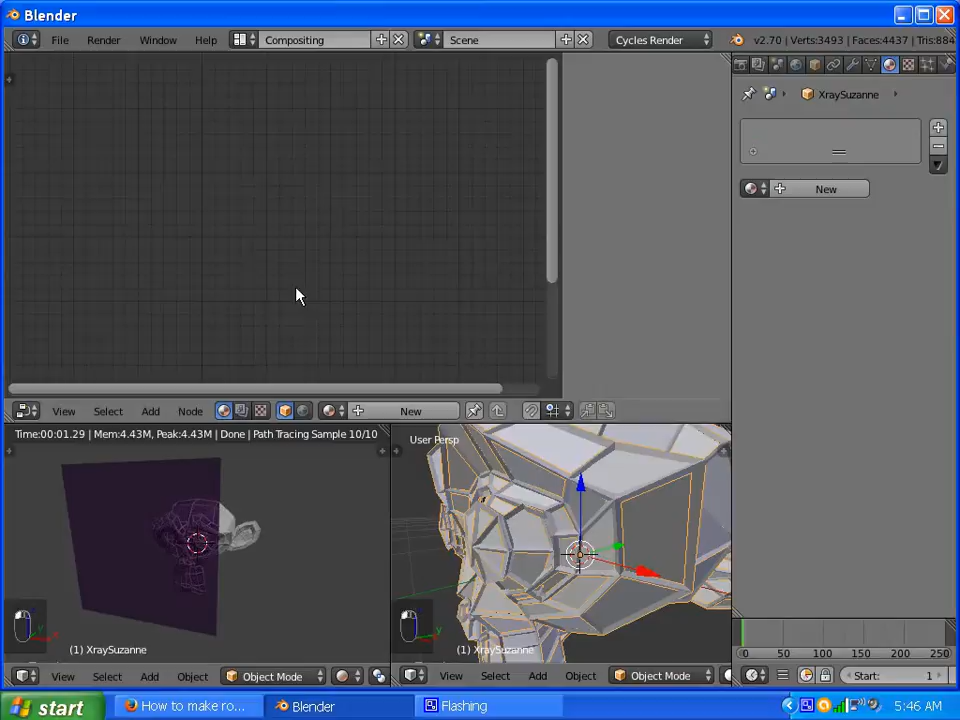 Blender
File Render Window Help Compositing Scene Cycles Render v2.70 | Verts:3493 | Faces:4437 | Tris:884
XraySuzanne
New
View Select Add Node New
Time:00:01.29 | Mem:4.43M, Peak:4.43M | Done | Path Tracing Sample 10/10
User Persp
(1) XraySuzanne
(1) XraySuzanne
0 50 100 150 200 250
View Select Add Object Object Mode
View Select Add Object Object Mode
Start: 1
start How to make ro... Blender Flashing 5:46 AM